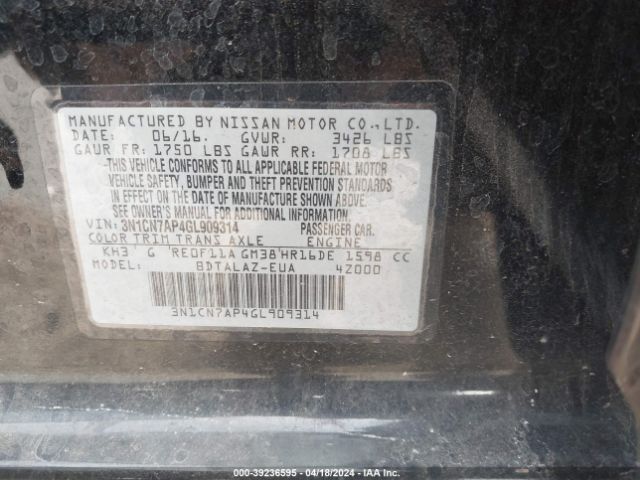 MANUFACTURED BY NISSAN MOTOR CO.,LTD.
DATE: 06/16. GVWR: 3426 LBS
GAWR FR: 1750 LBS GAWR RR: 1708 LBS
THIS VEHICLE CONFORMS TO ALL APPLICABLE FEDERAL MOTOR
VEHICLE SAFETY, BUMPER AND THEFT PREVENTION STANDARDS
IN EFFECT ON THE DATE OF MANUFACTURE SHOWN ABOVE.
SEE OWNER'S MANUAL FOR ADDITIONAL INFORMATION.
VIN: 3N1CN7AP4GL909314 PASSENGER CAR.
COLOR TRIM TRANS AXLE ENGINE
KH3 G RE0F11A GM38 HR16DE 1598 CC
MODEL: BDTALAZ-EUA 4Z000
3N1CN7AP4GL909314
000-39236595 - 04/18/2024 - IAA Inc.